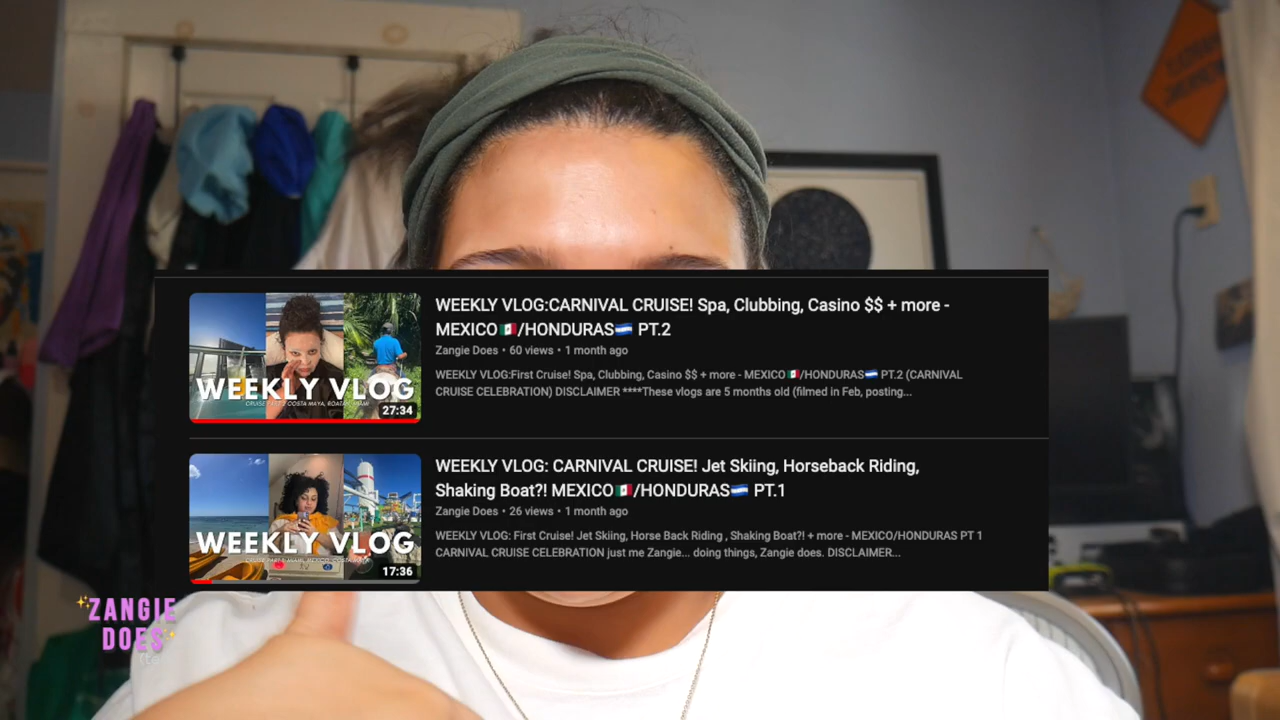 WEEKLY VLOG:CARNIVAL CRUISE! Spa, Clubbing, Casino $$ + more -
MEXICO🇲🇽/HONDURAS🇭🇳 PT.2
Zangie Does • 60 views • 1 month ago
WEEKLY VLOG:First Cruise! Spa, Clubbing, Casino $$ + more - MEXICO🇲🇽/HONDURAS🇭🇳 PT.2 (CARNIVAL
CRUISE CELEBRATION) DISCLAIMER ****These vlogs are 5 months old (filmed in Feb, posting...
WEEKLY VLOG
27:34
WEEKLY VLOG: CARNIVAL CRUISE! Jet Skiing, Horseback Riding,
Shaking Boat?! MEXICO🇲🇽/HONDURAS🇭🇳 PT.1
Zangie Does • 26 views • 1 month ago
WEEKLY VLOG: First Cruise! Jet Skiing, Horse Back Riding , Shaking Boat?! + more - MEXICO/HONDURAS PT 1
CARNIVAL CRUISE CELEBRATION just me Zangie... doing things, Zangie does. DISCLAIMER...
WEEKLY VLOG
17:36
ZANGIE
DOES